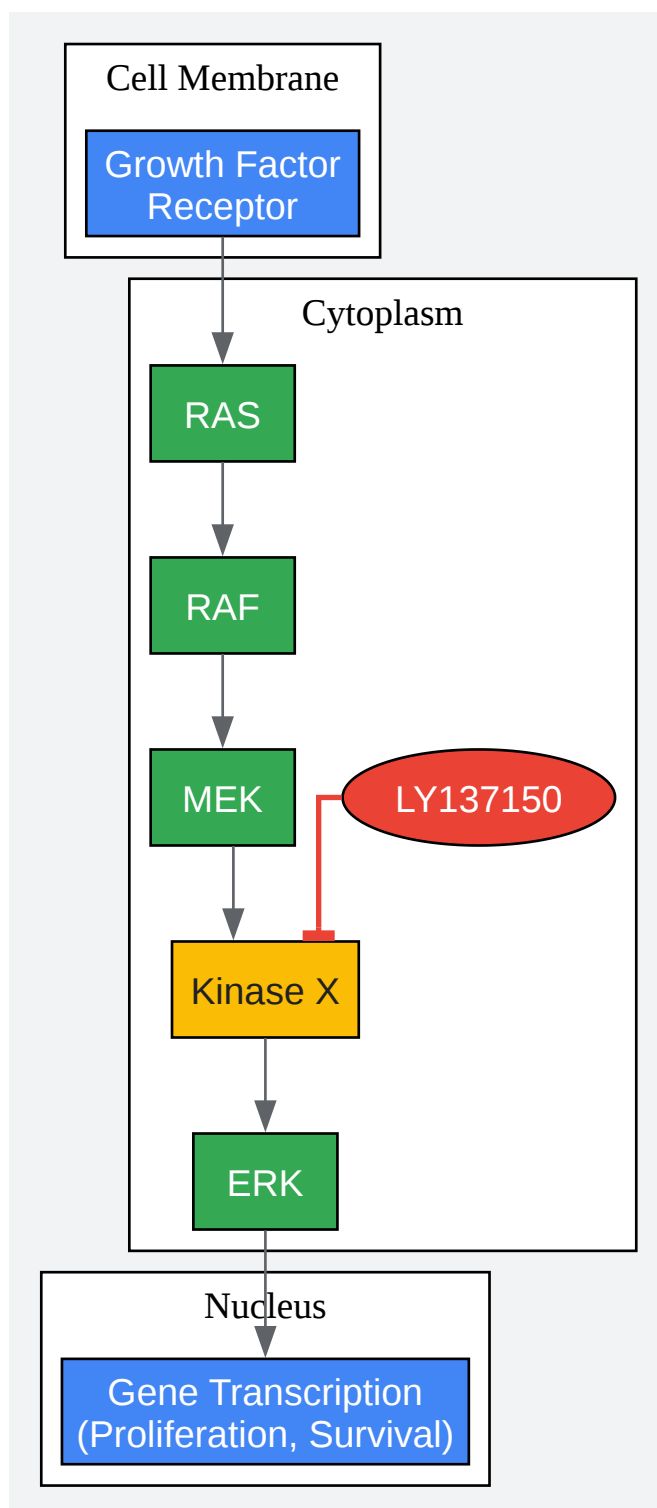 Cell Membrane
Growth Factor
Receptor
Cytoplasm
RAS
RAF
MEK
LY137150
Kinase X
ERK
Nucleus
Gene Transcription
(Proliferation, Survival)